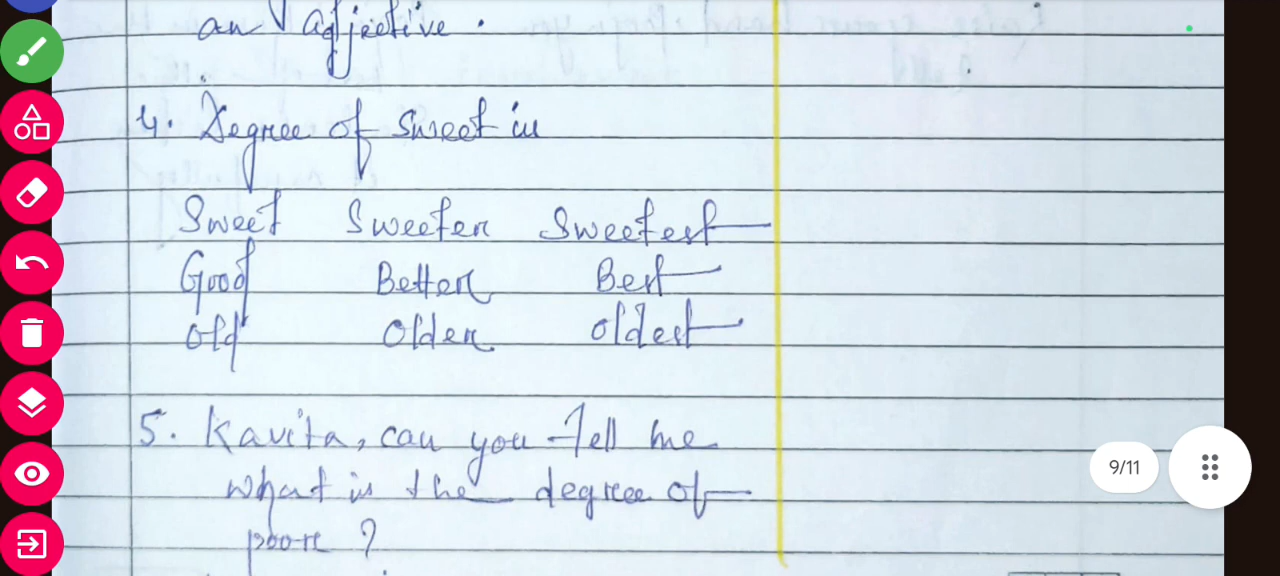 an adjective.
4. Degree of Sweet is
Sweet Sweeter Sweetest
Good Better Best
Old Older oldest
5. Kavita, can you tell me
what is the degree of
poor ?
9/11